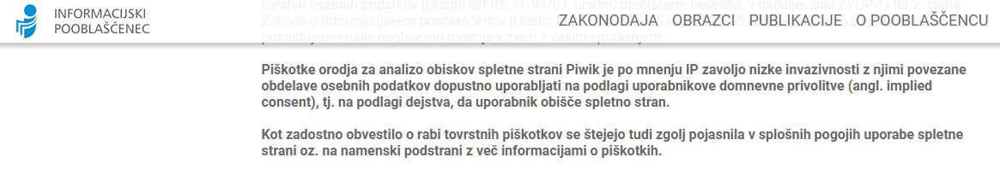 INFORMACIJSKI
POOBLAŠČENEC
ZAKONODAJA OBRAZCI PUBLIKACIJE O POOBLAŠČENCU
varstvu osebnih podatkov (Uradni list RS, št. 94/07, uradno prečiščeno besedilo, v nadaljevanju ZVOP-1) ter 2. člena
Zakona o Informacijskem pooblaščencu (Uradni
posredujemo naše neobvezno mnenje v zvezi z vašim vprašanjem.
Piškotke orodja za analizo obiskov spletne strani Piwik je po mnenju IP zavoljo nizke invazivnosti z njimi povezane
obdelave osebnih podatkov dopustno uporabljati na podlagi uporabnikove domnevne privolitve (angl. implied
consent), tj. na podlagi dejstva, da uporabnik obišče spletno stran.
Kot zadostno obvestilo o rabi tovrstnih piškotkov se štejejo tudi zgolj pojasnila v splošnih pogojih uporabe spletne
strani oz. na namenski podstrani z več informacijami o piškotkih.